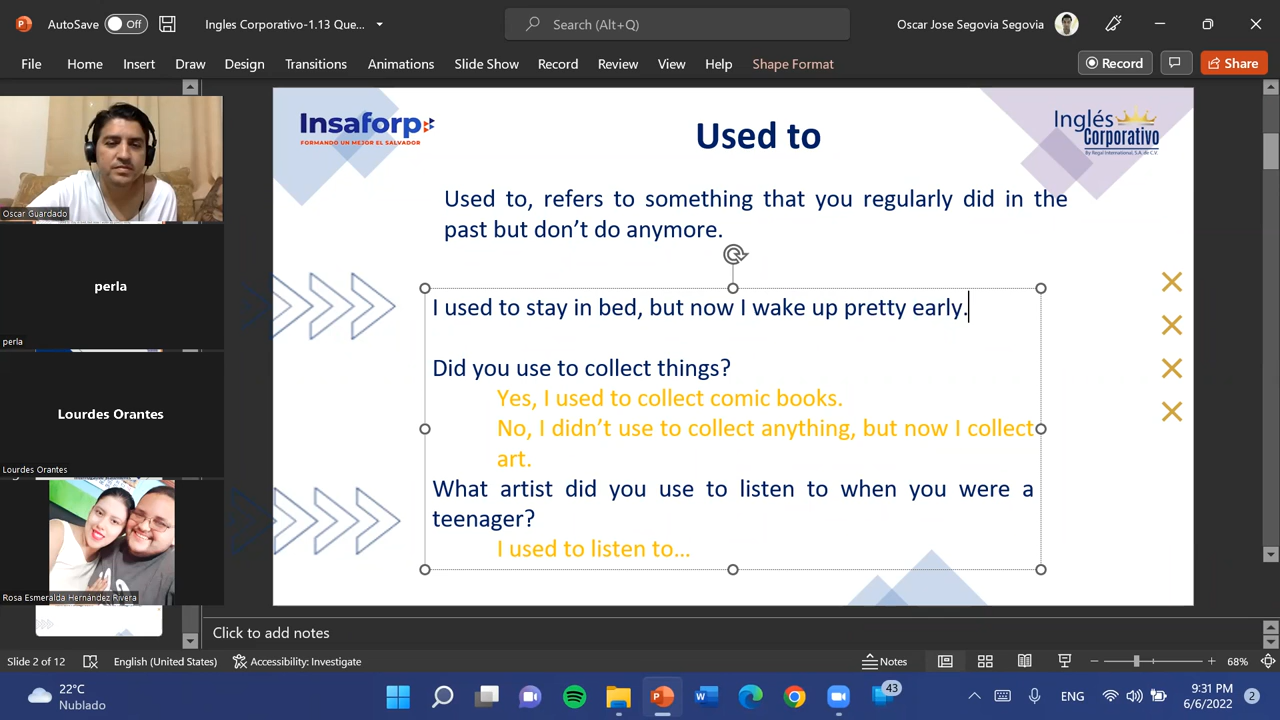 AutoSave Off Ingles Corporativo-1.13 Que... Search (Alt+Q) Oscar Jose Segovia Segovia
File Home Insert Draw Design Transitions Animations Slide Show Record Review View Help Shape Format Record Share
Insaforp
FORMANDO UN MEJOR EL SALVADOR
Inglés
Corporativo
By Regal International, S.A. de C.V.
Used to
Used to, refers to something that you regularly did in the
past but don't do anymore.
I used to stay in bed, but now I wake up pretty early.
Did you use to collect things?
Yes, I used to collect comic books.
No, I didn't use to collect anything, but now I collect
art.
What artist did you use to listen to when you were a
teenager?
I used to listen to...
Oscar Guardado
perla
perla
Lourdes Orantes
Lourdes Orantes
Rosa Esmeralda Hernández Rivera
Click to add notes
Slide 2 of 12 English (United States) Accessibility: Investigate Notes 68%
22°C
Nublado
43
ENG
9:31 PM
6/6/2022
2